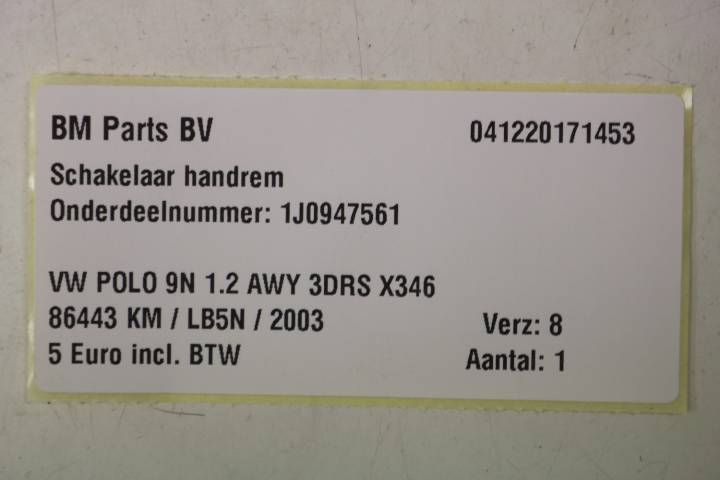 BM Parts BV 041220171453
Schakelaar handrem
Onderdeelnummer: 1J0947561
VW POLO 9N 1.2 AWY 3DRS X346
86443 KM / LB5N / 2003 Verz: 8
5 Euro incl. BTW Aantal: 1